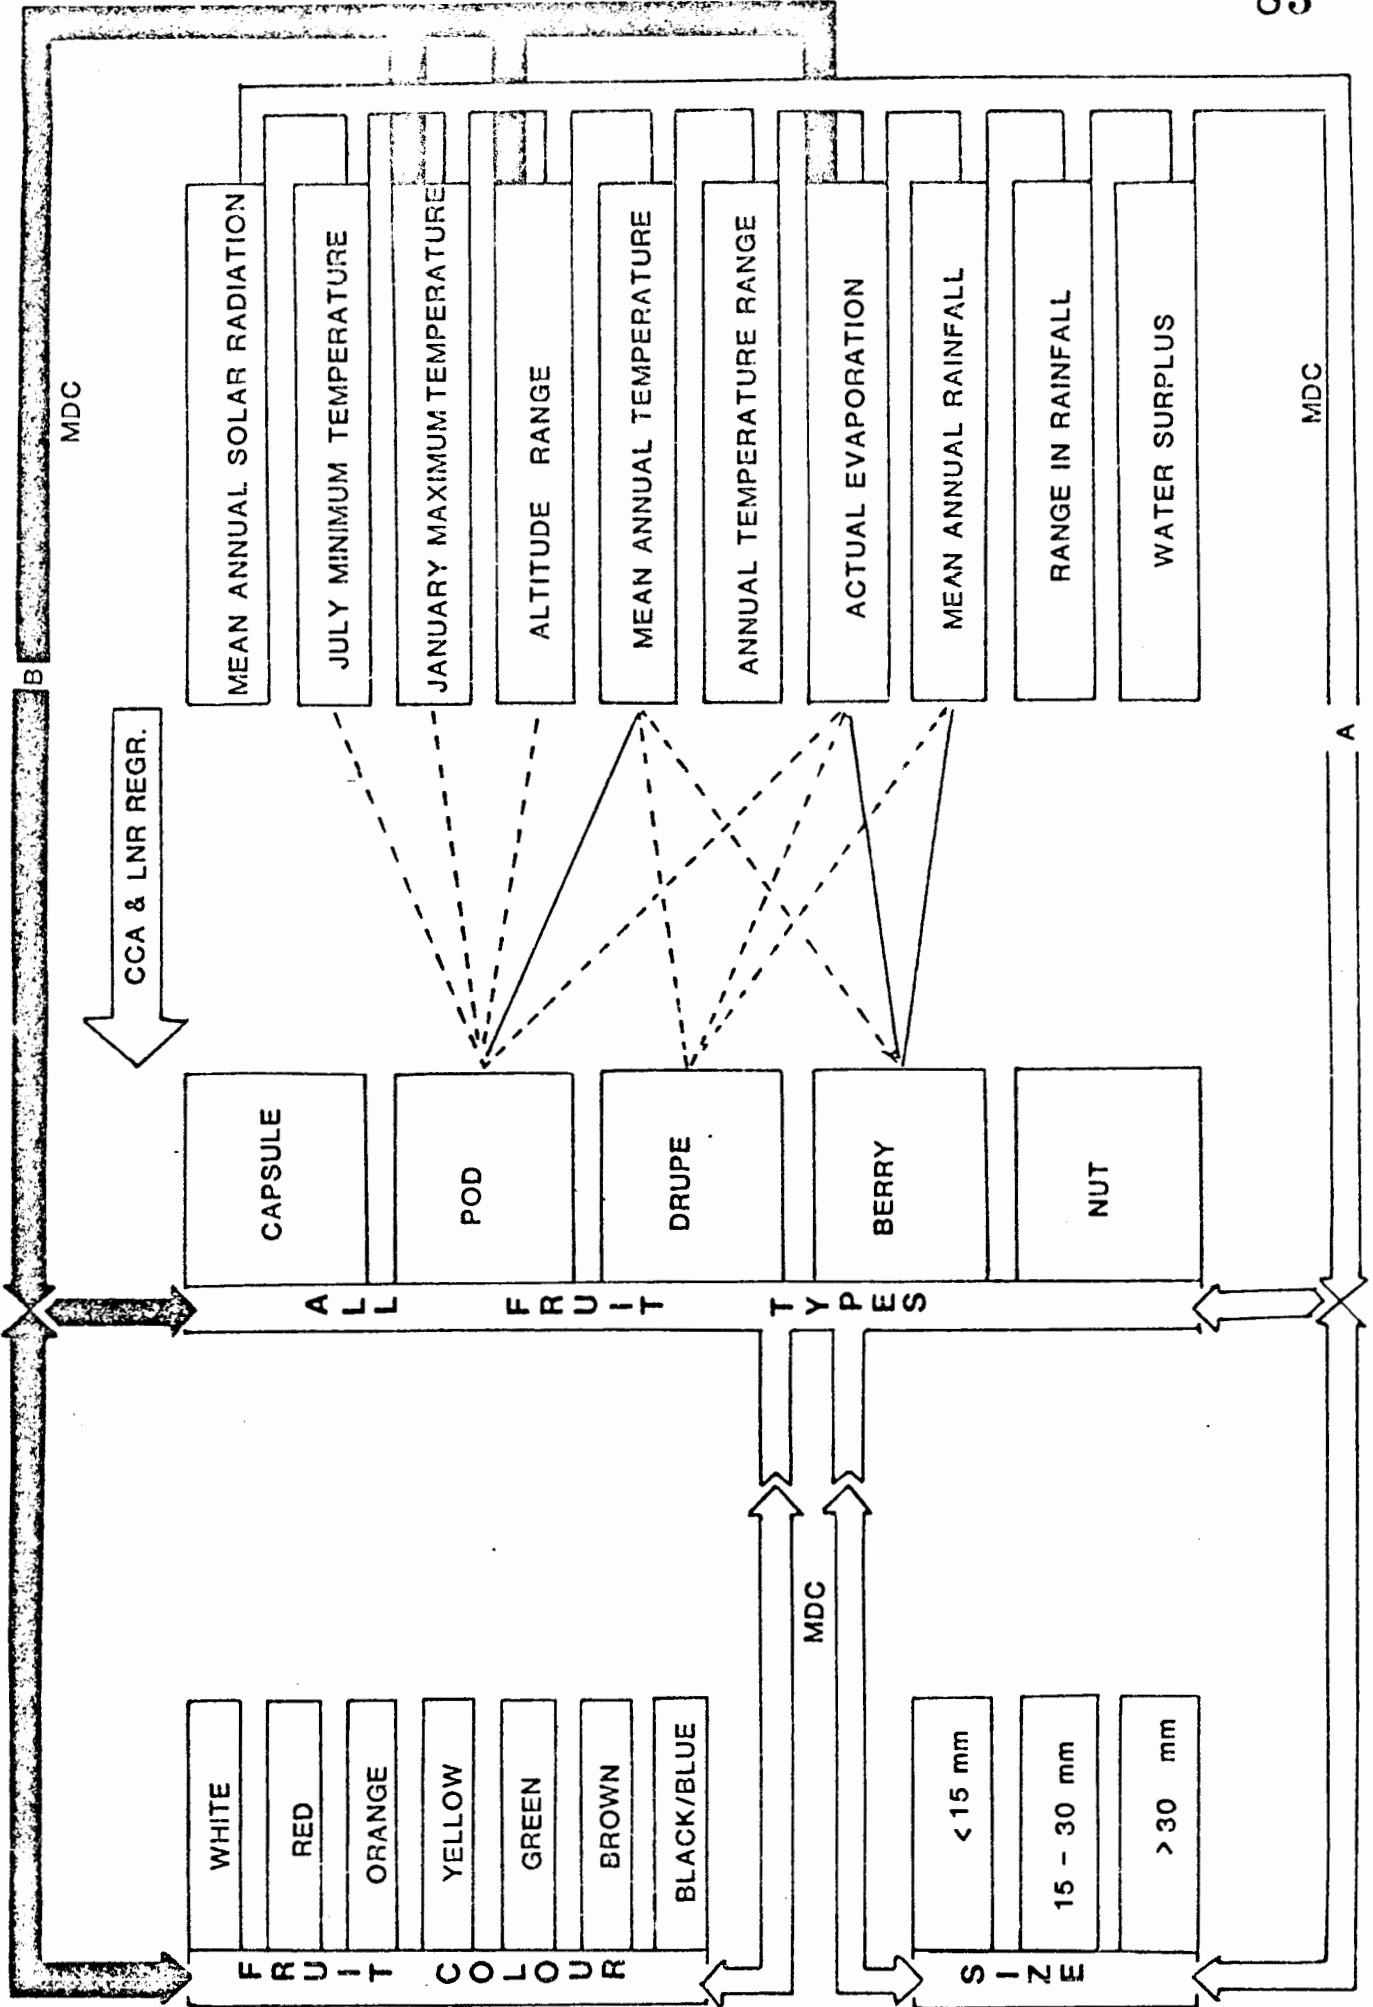 83
B
MDC
CCA & LNR REGR.
MEAN ANNUAL SOLAR RADIATION
JULY MINIMUM TEMPERATURE
JANUARY MAXIMUM TEMPERATURE
ALTITUDE RANGE
MEAN ANNUAL TEMPERATURE
ANNUAL TEMPERATURE RANGE
ACTUAL EVAPORATION
MEAN ANNUAL RAINFALL
RANGE IN RAINFALL
WATER SURPLUS
MDC
A
CAPSULE
POD
DRUPE
BERRY
NUT
ALL FRUIT TYPES
MDC
WHITE
RED
ORANGE
YELLOW
GREEN
BROWN
BLACK/BLUE
FRUIT COLOUR
< 15 mm
15 – 30 mm
> 30 mm
SIZE